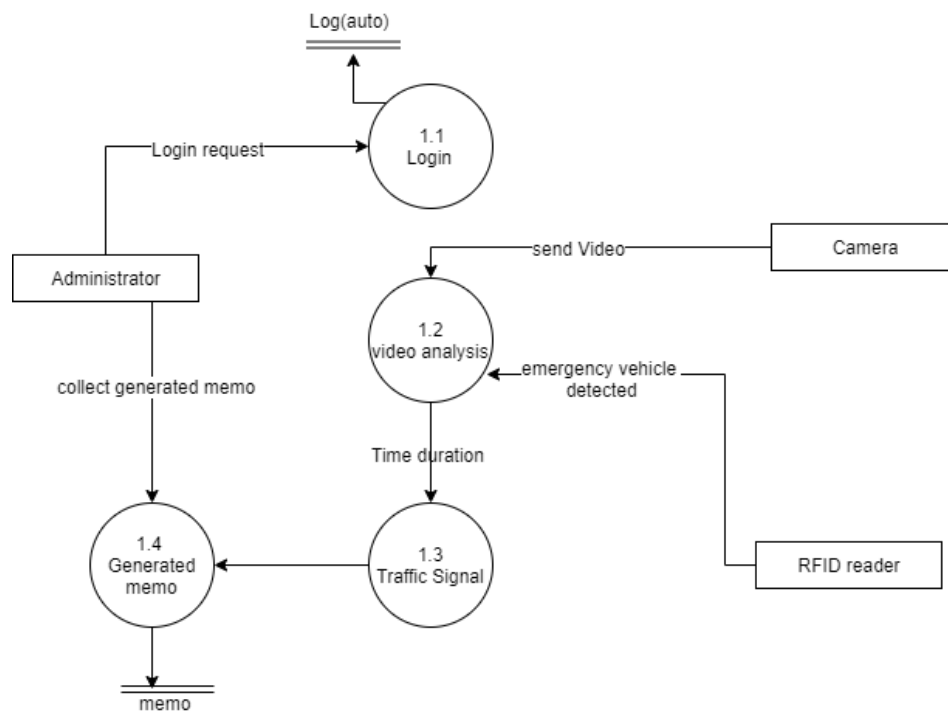 Log(auto)
1.1
Login
Login request
send Video
Camera
Administrator
1.2
video analysis
emergency vehicle
detected
collect generated memo
Time duration
1.4
Generated
memo
1.3
Traffic Signal
RFID reader
memo